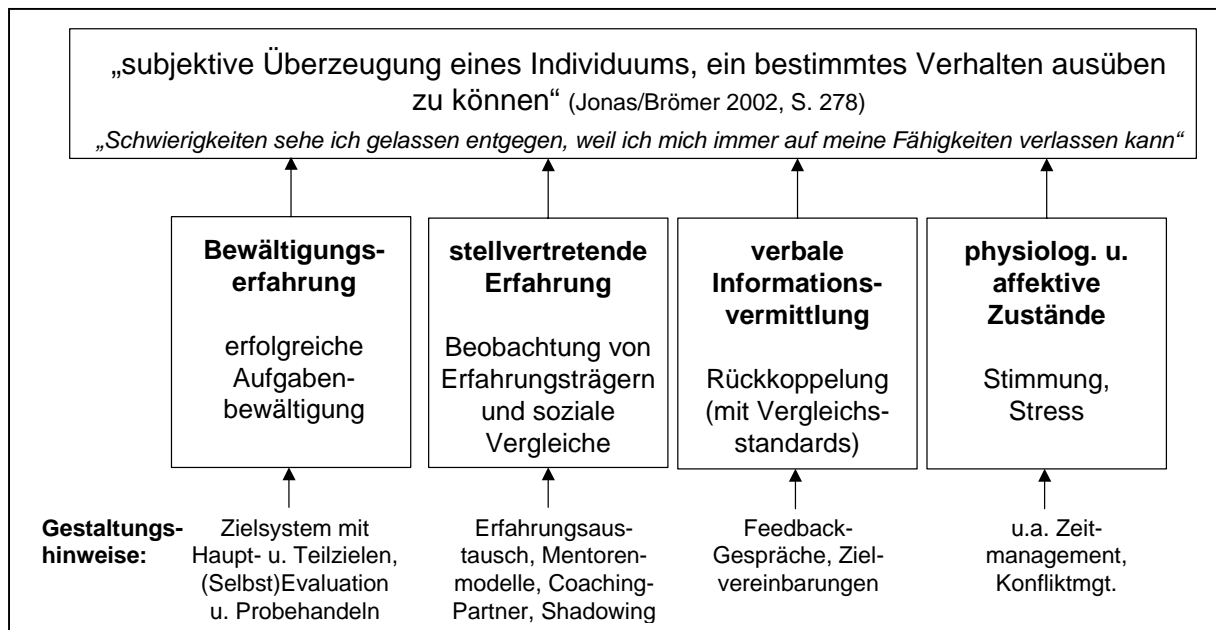 „subjektive Überzeugung eines Individuums, ein bestimmtes Verhalten ausüben
zu können“ (Jonas/Brömer 2002, S. 278)
„Schwierigkeiten sehe ich gelassen entgegen, weil ich mich immer auf meine Fähigkeiten verlassen kann“
Bewältigungs-
erfahrung
erfolgreiche
Aufgaben-
bewältigung
stellvertretende
Erfahrung
Beobachtung von
Erfahrungsträgern
und soziale
Vergleiche
verbale
Informations-
vermittlung
Rückkoppelung
(mit Vergleichs-
standards)
physiolog. u.
affektive
Zustände
Stimmung,
Stress
Gestaltungs-
hinweise:
Zielsystem mit
Haupt- u. Teilzielen,
(Selbst)Evaluation
u. Probehandeln
Erfahrungsaus-
tausch, Mentoren-
modelle, Coaching-
Partner, Shadowing
Feedback-
Gespräche, Ziel-
vereinbarungen
u.a. Zeit-
management,
Konfliktmgt.